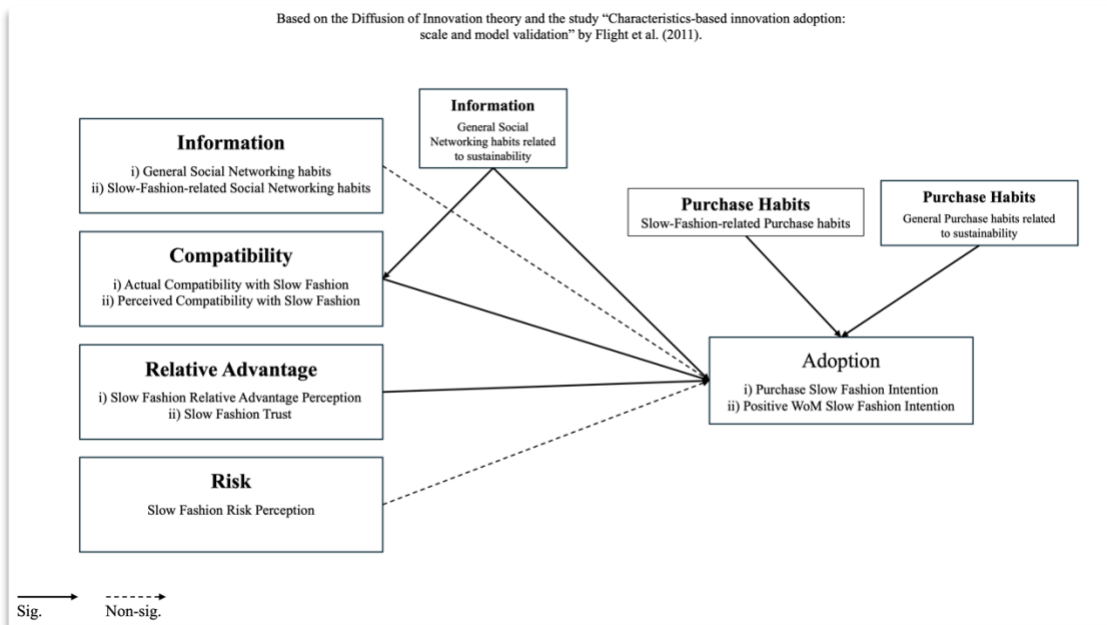 Based on the Diffusion of Innovation theory and the study “Characteristics-based innovation adoption:
scale and model validation” by Flight et al. (2011).
Information
General Social
Networking habits related
to sustainability
Information
i) General Social Networking habits
ii) Slow-Fashion-related Social Networking habits
Purchase Habits
Slow-Fashion-related Purchase habits
Purchase Habits
General Purchase habits related
to sustainability
Compatibility
i) Actual Compatibility with Slow Fashion
ii) Perceived Compatibility with Slow Fashion
Relative Advantage
i) Slow Fashion Relative Advantage Perception
ii) Slow Fashion Trust
Adoption
i) Purchase Slow Fashion Intention
ii) Positive WoM Slow Fashion Intention
Risk
Slow Fashion Risk Perception
Sig.
Non-sig.